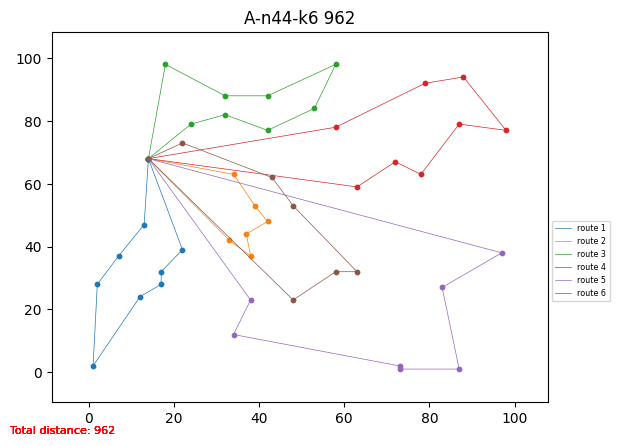 A-n44-k6 962
100
80
60
40
20
0
0 20 40 60 80 100
route 1
route 2
route 3
route 4
route 5
route 6
Total distance: 962